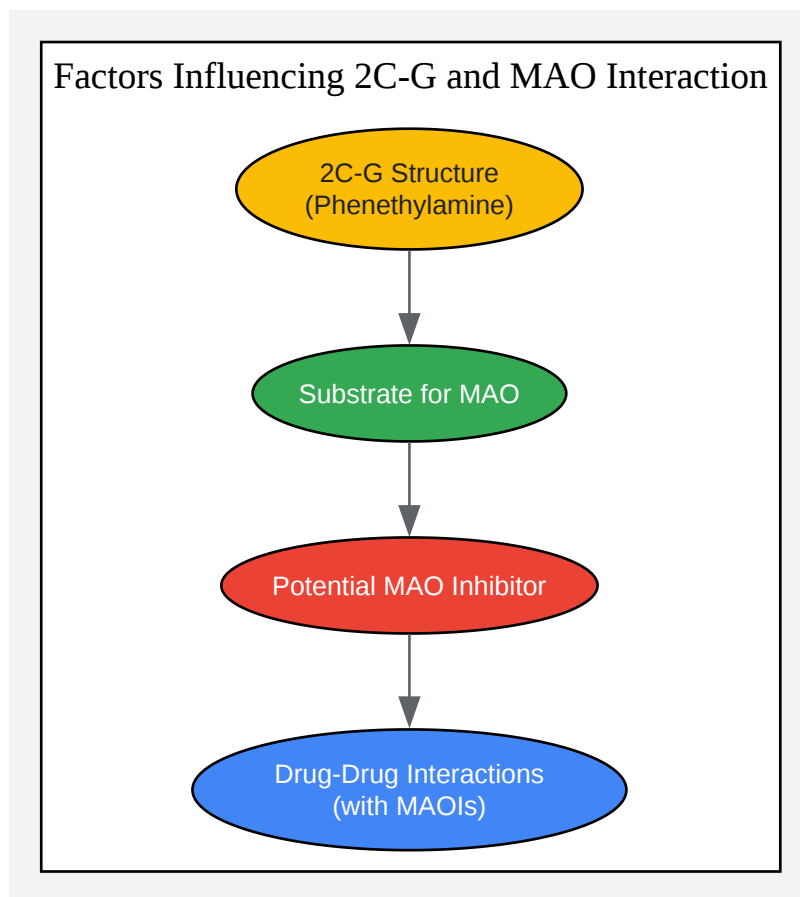 Factors Influencing 2C-G and MAO Interaction
2C-G Structure
(Phenethylamine)
Substrate for MAO
Potential MAO Inhibitor
Drug-Drug Interactions
(with MAOIs)